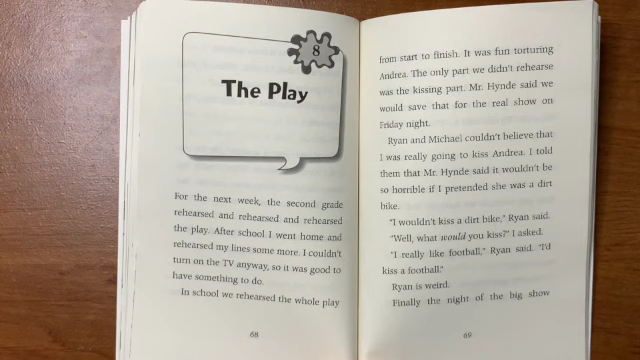 8
The Play
For the next week, the second grade
rehearsed and rehearsed and rehearsed
the play. After school I went home and
rehearsed my lines some more. I couldn't
turn on the TV anyway, so it was good to
have something to do.
In school we rehearsed the whole play
68
from start to finish. It was fun torturing
Andrea. The only part we didn't rehearse
was the kissing part. Mr. Hynde said we
would save that for the real show on
Friday night.
Ryan and Michael couldn't believe that
I was really going to kiss Andrea. I told
them that Mr. Hynde said it wouldn't be
so horrible if I pretended she was a dirt
bike.
"I wouldn't kiss a dirt bike," Ryan said.
"Well, what would you kiss?" I asked.
"I really like football," Ryan said. "I'd
kiss a football."
Ryan is weird.
Finally the night of the big show
69